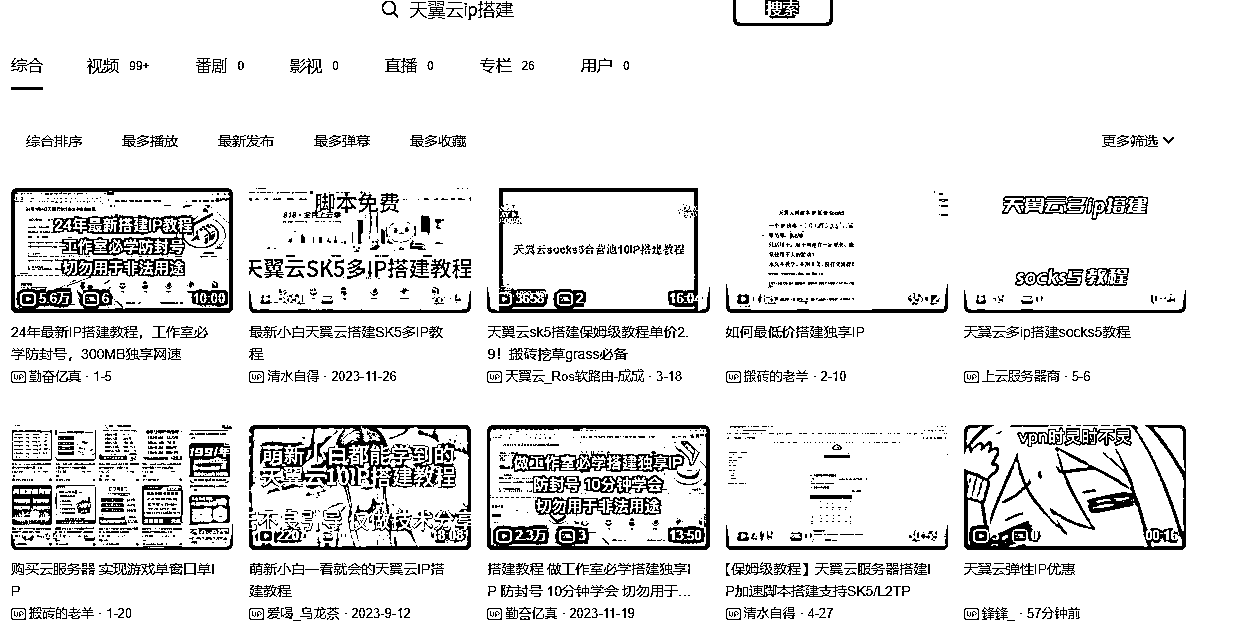 天翼云ip搭建
搜索
综合 视频 99+ 番剧 0 影视 0 直播 0 专栏 26 用户 0
综合排序 最多播放 最新发布 最多弹幕 最多收藏 更多筛选
24年最新搭建IP教程
工作室必学防封号
切勿用于非法用途
5.6万 6 10:00
脚本免费
天翼云SK5多IP搭建教程
天翼云socks5合营池10IP搭建教程
3658 2 16:04
天翼云多ip搭建
socks5 教程
24年最新IP搭建教程，工作室必
学防封号，300MB独享网速
勤奋亿真 · 1-5
最新小白天翼云搭建SK5多IP教
程
清水自得 · 2023-11-26
天翼云sk5搭建保姆级教程单价2.
9！搬砖挖草grass必备
天翼云_Ros软路由-成成 · 3-18
如何最低价搭建独享IP
搬砖的老羊 · 2-10
天翼云多ip搭建socks5教程
上云服务器商 · 5-6
萌新小白都能学到的
天翼云10IP搭建教程
不良引导 仅做技术分享
220
做工作室必学搭建独享IP
防封号 10分钟学会
切勿用于非法用途
2.3万 3 13:50
vpn时灵时不灵
0 00:16
购买云服务器 实现游戏单窗口单I
P
搬砖的老羊 · 1-20
萌新小白一看就会的天翼云IP搭
建教程
爱喝_乌龙茶 · 2023-9-12
搭建教程 做工作室必学搭建独享I
P 防封号 10分钟学会 切勿用于...
勤奋亿真 · 2023-11-19
【保姆级教程】天翼云服务器搭建I
P加速脚本搭建支持SK5/L2TP
清水自得 · 4-27
天翼云弹性IP优惠
锋锋_ · 57分钟前